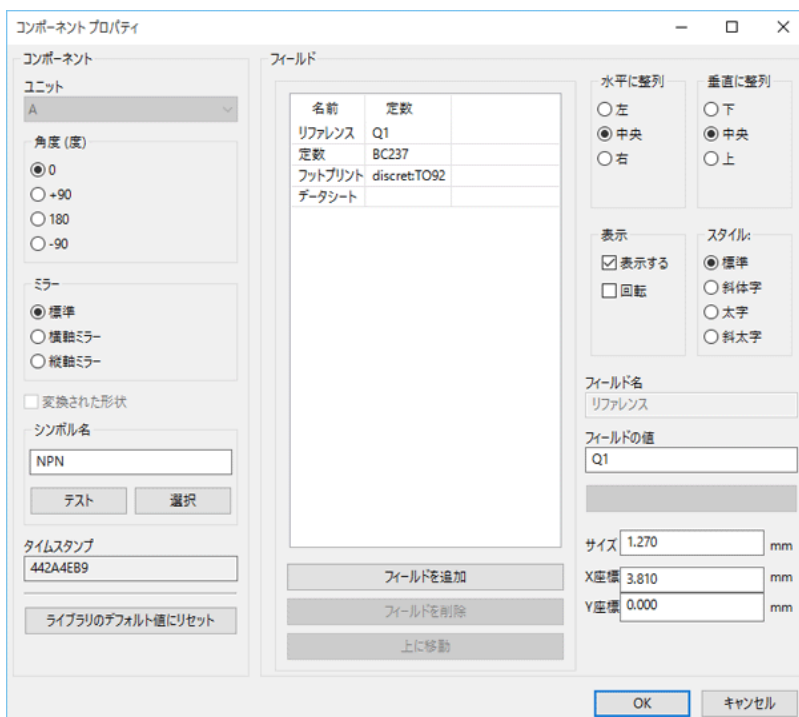 コンポーネント プロパティ
コンポーネント
ユニット
A
角度 (度)
0
+90
180
-90
ミラー
標準
横軸ミラー
縦軸ミラー
変換された形状
シンボル名
NPN
テスト 選択
タイムスタンプ
442A4EB9
ライブラリのデフォルト値にリセット
フィールド
名前 定数
リファレンス Q1
定数 BC237
フットプリント discret:TO92
データシート
フィールドを追加
フィールドを削除
上に移動
水平に整列
左
中央
右
垂直に整列
下
中央
上
表示
表示する
回転
スタイル:
標準
斜体字
太字
斜太字
フィールド名
リファレンス
フィールドの値
Q1
サイズ 1.270 mm
X座標 3.810 mm
Y座標 0.000 mm
OK キャンセル